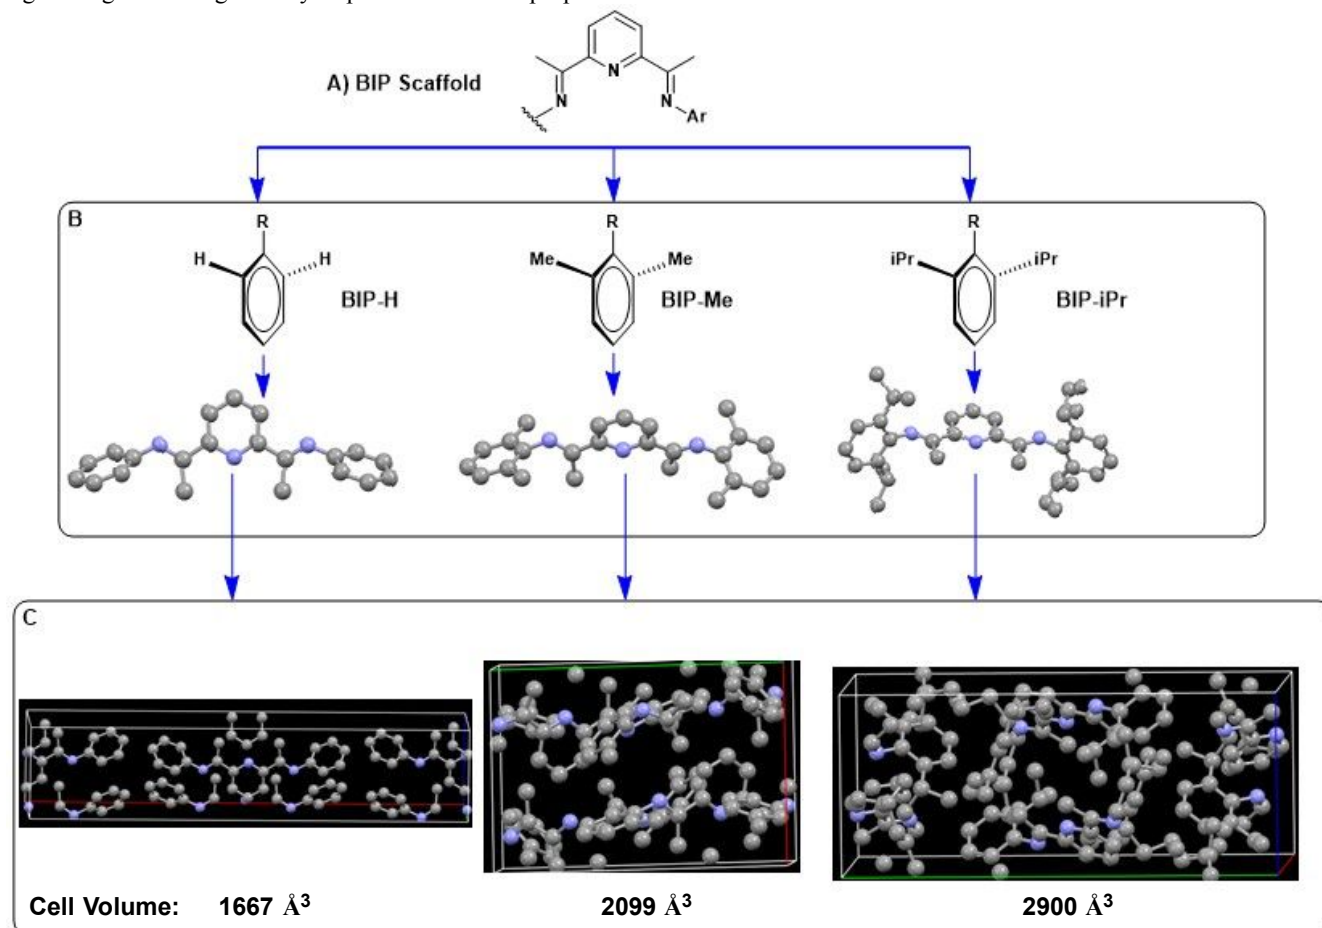 A) BIP Scaffold
N
N
N
Ar
B
R
R
R
H
H
Me
Me
iPr
iPr
BIP-H
BIP-Me
BIP-iPr
C
Cell Volume: 1667 Å³ 2099 Å³ 2900 Å³